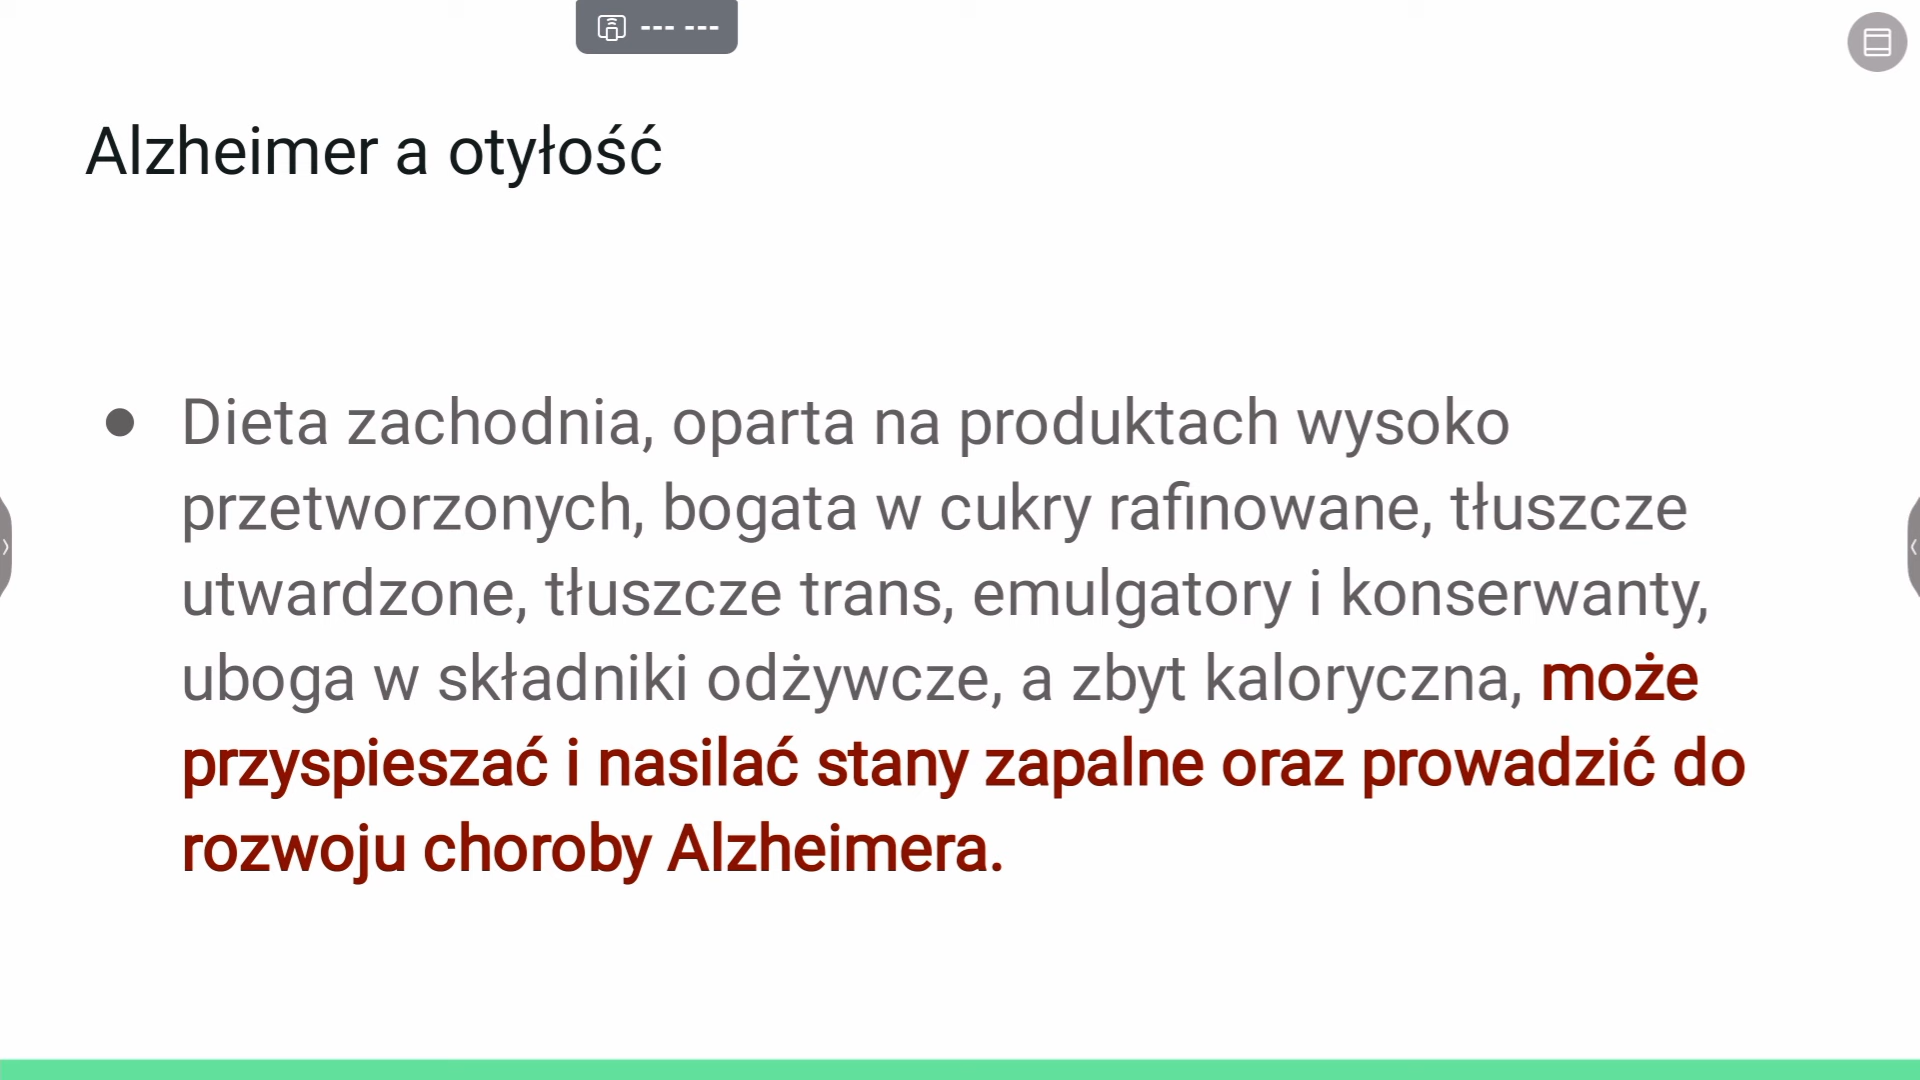 --- ---
Alzheimer a otyłość
● Dieta zachodnia, oparta na produktach wysoko
przetworzonych, bogata w cukry rafinowane, tłuszcze
utwardzone, tłuszcze trans, emulgatory i konserwanty,
uboga w składniki odżywcze, a zbyt kaloryczna, może
przyspieszać i nasilać stany zapalne oraz prowadzić do
rozwoju choroby Alzheimera.